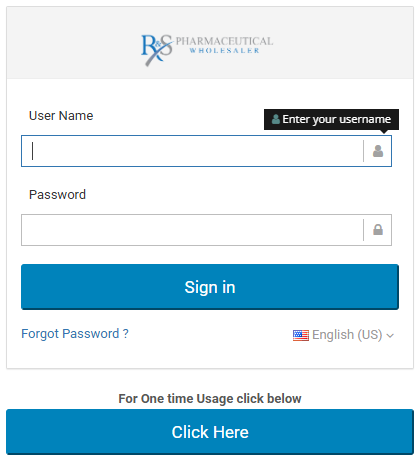 R&S PHARMACEUTICAL
WHOLESALER
User Name
Enter your username
Password
Sign in
Forgot Password ?
English (US)
For One time Usage click below
Click Here